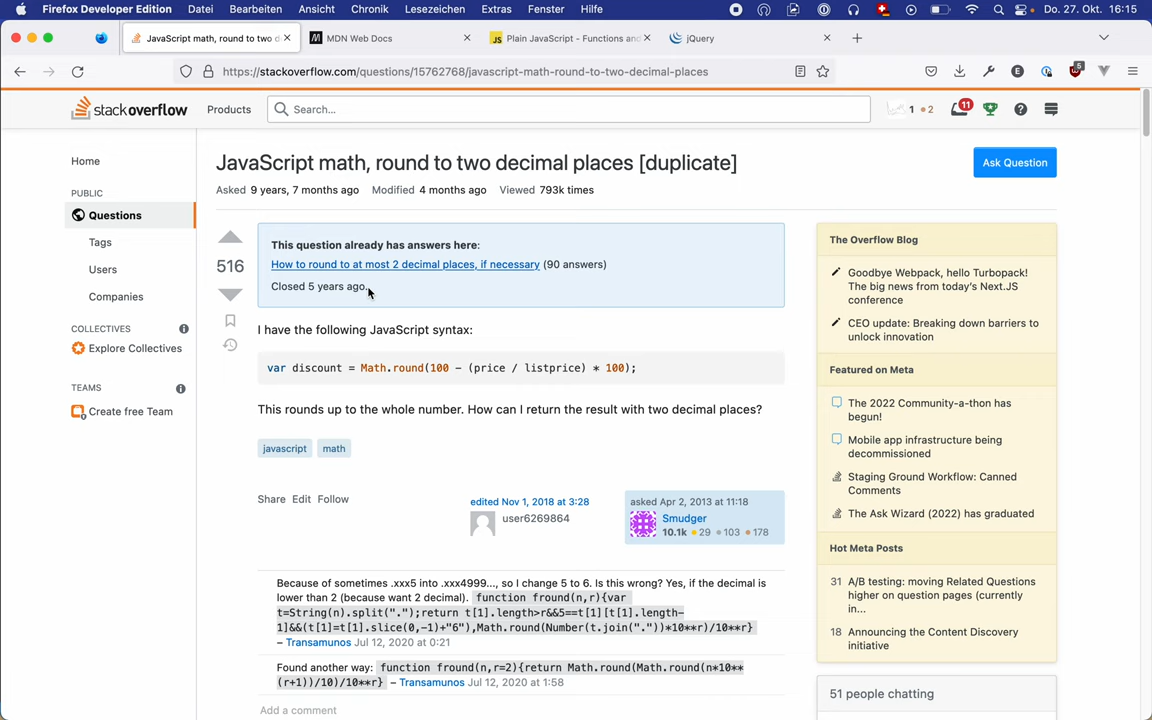 Firefox Developer Edition Datei Bearbeiten Ansicht Chronik Lesezeichen Extras Fenster Hilfe Do. 27. Okt. 16:15
JavaScript math, round to two d MDN Web Docs JS Plain JavaScript - Functions and jQuery
https://stackoverflow.com/questions/15762768/javascript-math-round-to-two-decimal-places E 5
stackoverflow Products Search... 1 2 11
Home
PUBLIC
Questions
Tags
Users
Companies
COLLECTIVES
Explore Collectives
TEAMS
Create free Team
JavaScript math, round to two decimal places [duplicate]
Ask Question
Asked 9 years, 7 months ago Modified 4 months ago Viewed 793k times
516
This question already has answers here:
How to round to at most 2 decimal places, if necessary (90 answers)
Closed 5 years ago.
I have the following JavaScript syntax:
var discount = Math.round(100 - (price / listprice) * 100);
This rounds up to the whole number. How can I return the result with two decimal places?
javascript math
Share Edit Follow
edited Nov 1, 2018 at 3:28
user6269864
asked Apr 2, 2013 at 11:18
Smudger
10.1k 29 103 178
Because of sometimes .xxx5 into .xxx4999..., so I change 5 to 6. Is this wrong? Yes, if the decimal is
lower than 2 (because want 2 decimal). function fround(n,r){var
t=String(n).split(".");return t[1].length>r&&5==t[1][t[1].length-
1]&&(t[1]=t[1].slice(0,-1)+"6"),Math.round(Number(t.join("."))*10**r)/10**r}
– Transamunos Jul 12, 2020 at 0:21
Found another way: function fround(n,r=2){return Math.round(Math.round(n*10**
(r+1))/10)/10**r} – Transamunos Jul 12, 2020 at 1:58
Add a comment
The Overflow Blog
Goodbye Webpack, hello Turbopack!
The big news from today's Next.JS
conference
CEO update: Breaking down barriers to
unlock innovation
Featured on Meta
The 2022 Community-a-thon has
begun!
Mobile app infrastructure being
decommissioned
Staging Ground Workflow: Canned
Comments
The Ask Wizard (2022) has graduated
Hot Meta Posts
31 A/B testing: moving Related Questions
higher on question pages (currently
in...
18 Announcing the Content Discovery
initiative
51 people chatting